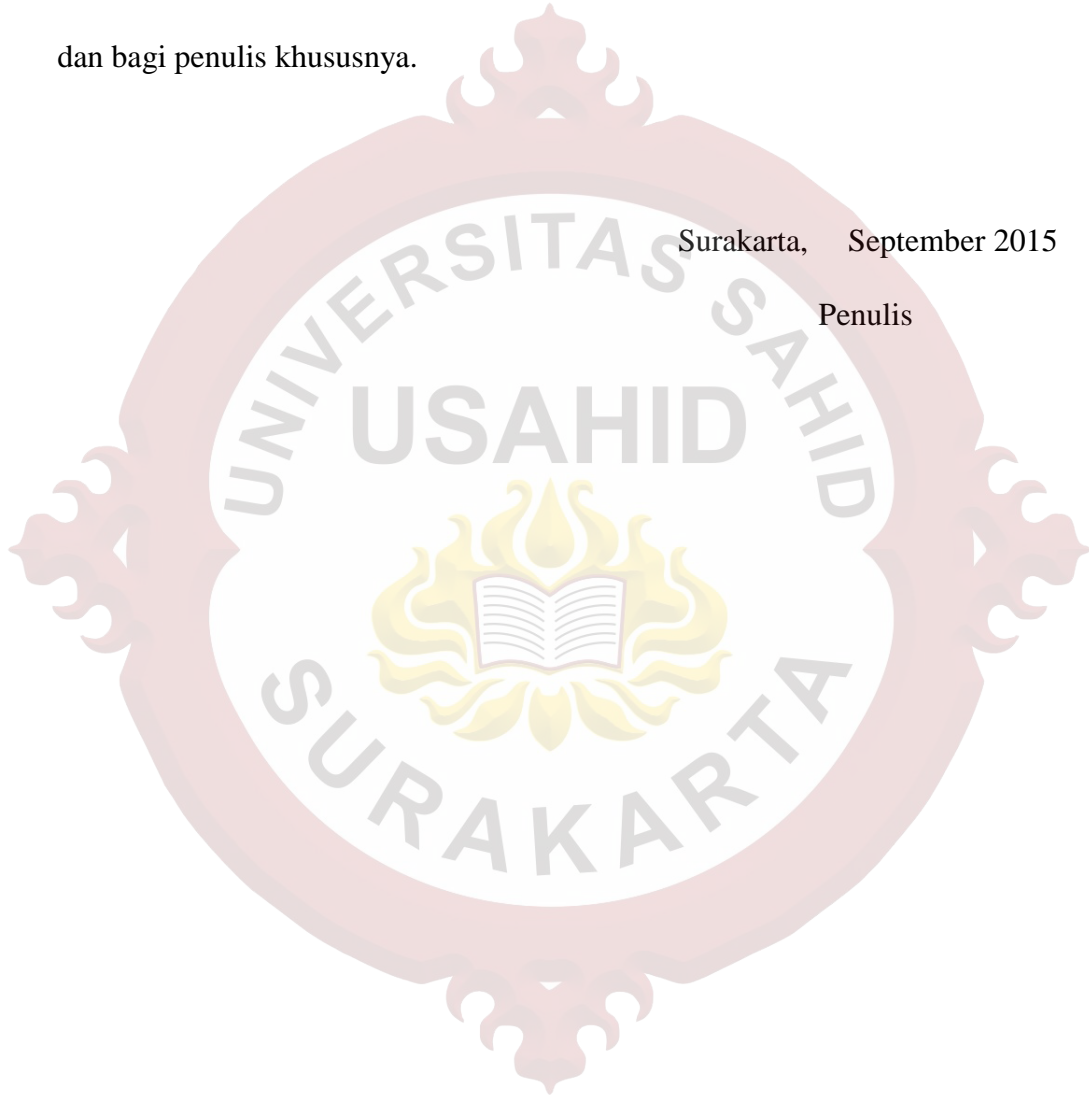 dan bagi penulis khususnya.
Surakarta, September 2015
Penulis
UNIVERSITAS SAHID
USAHID
SURAKARTA